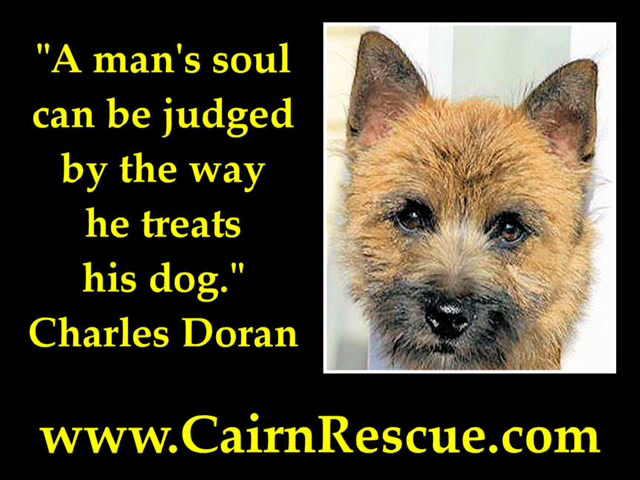 "A man's soul
can be judged
by the way
he treats
his dog."
Charles Doran
www.CairnRescue.com